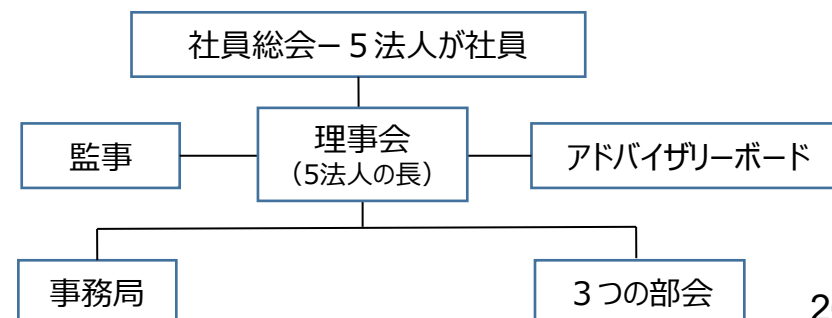 社員総会－５法人が社員
監事
理事会
（5法人の長）
アドバイザリーボード
事務局
３つの部会
2